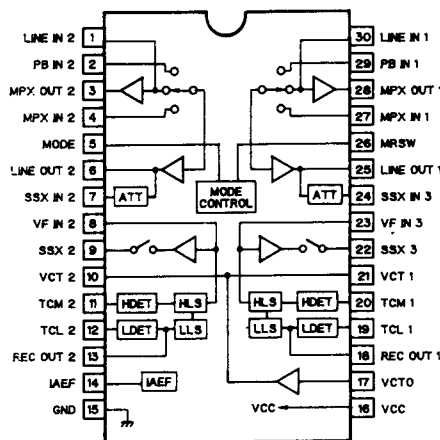 LINE IN 2 1 30 LINE IN 1
PB IN 2 2 29 PB IN 1
MPX OUT 2 3 28 MPX OUT 1
MPX IN 2 4 27 MPX IN 1
MODE 5 26 MRSW
LINE OUT 2 6 25 LINE OUT 1
SSX IN 2 7 ATT MODE CONTROL ATT 24 SSX IN 3
VF IN 2 8 23 VF IN 3
SSX 2 9 22 SSX 3
VCT 2 10 21 VCT 1
TCM 2 11 HDET HLS HLS HDET 20 TCM 1
TCL 2 12 LDET LLS LLS LDET 19 TCL 1
REC OUT 2 13 18 REC OUT 1
IAEF 14 IAEF 17 VCTO
GND 15 VCC 16 VCC